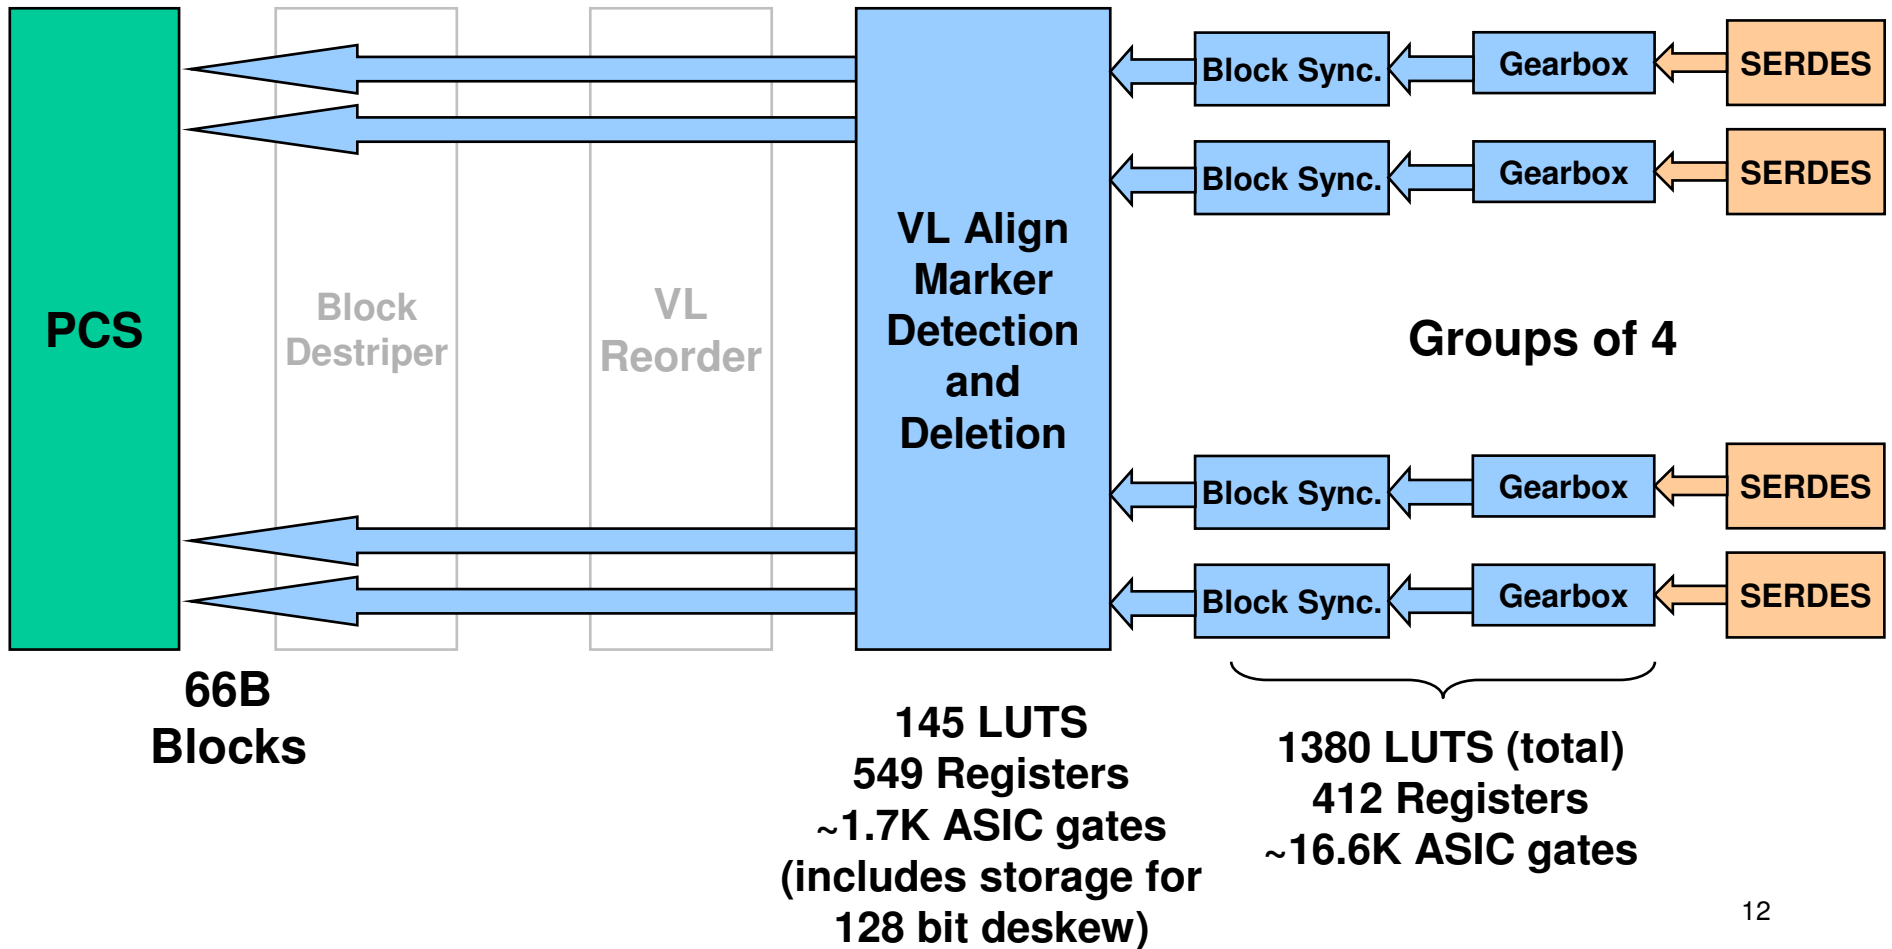 PCS
Block
Destriper
VL
Reorder
VL Align
Marker
Detection
and
Deletion
Block Sync.
Gearbox
SERDES
Block Sync.
Gearbox
SERDES
Groups of 4
Block Sync.
Gearbox
SERDES
Block Sync.
Gearbox
SERDES
66B
Blocks
145 LUTS
549 Registers
~1.7K ASIC gates
(includes storage for
128 bit deskew)
1380 LUTS (total)
412 Registers
~16.6K ASIC gates
12